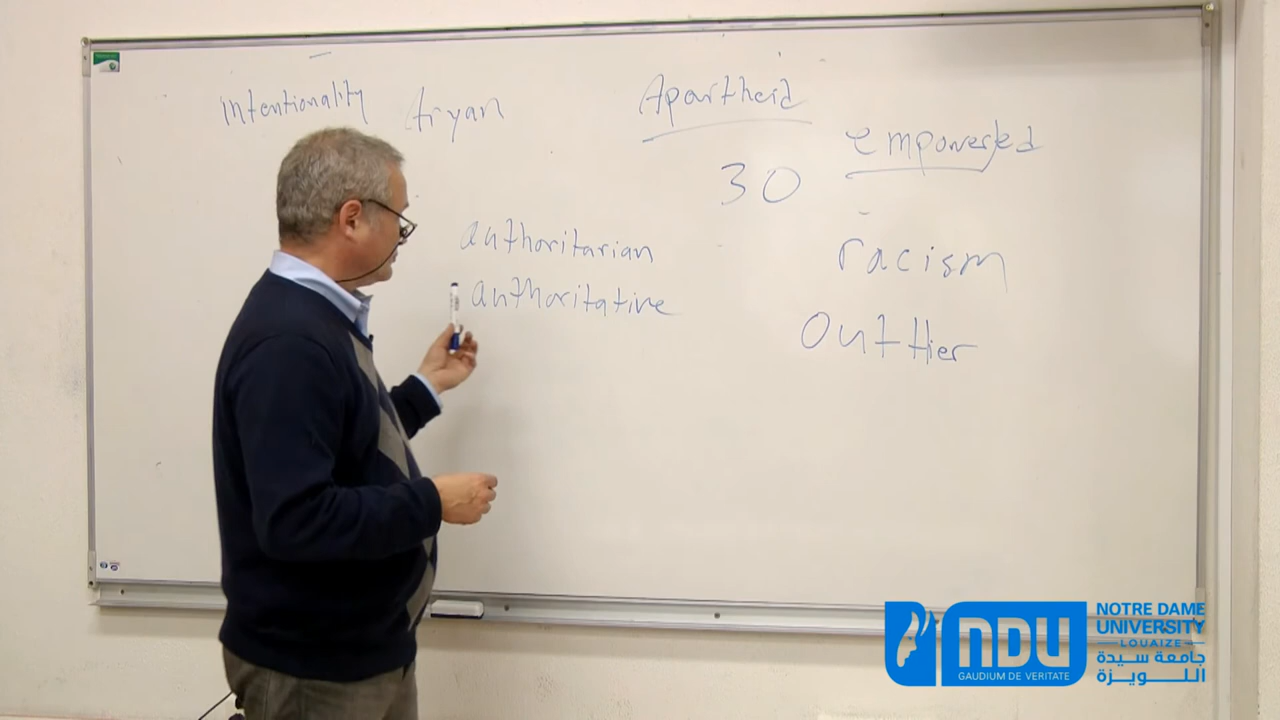 Intentionality Aryan
Apartheid
empowered
30
authoritarian
racism
authoritative
outlier
NDU
GAUDIUM DE VERITATE
NOTRE DAME
UNIVERSITY
LOUAIZE
جامعة سيدة
اللويزة